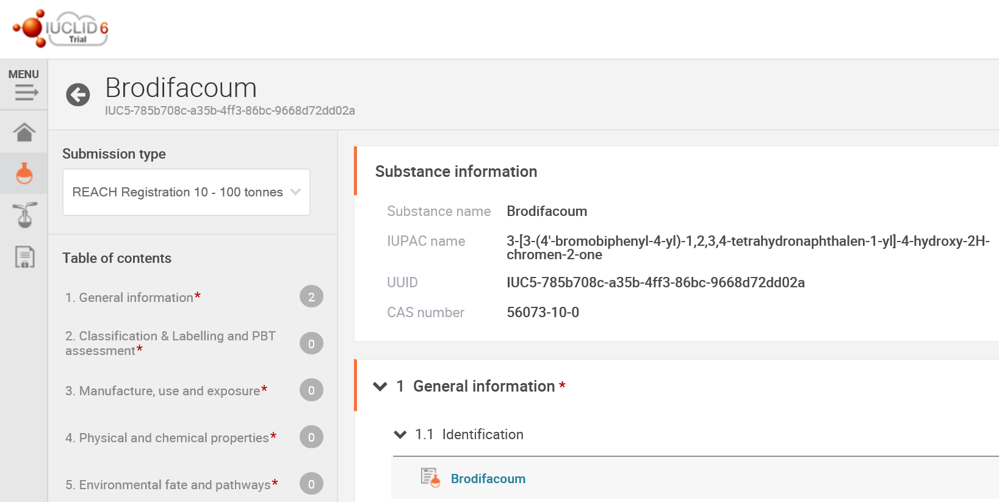 IUCLID 6
Trial
MENU
Brodifacoum
IUC5-785b708c-a35b-4ff3-86bc-9668d72dd02a
Submission type
REACH Registration 10 - 100 tonnes
Table of contents
1. General information* 2
2. Classification & Labelling and PBT
assessment* 0
3. Manufacture, use and exposure* 0
4. Physical and chemical properties* 0
5. Environmental fate and pathways* 0
Substance information
Substance name Brodifacoum
IUPAC name 3-[3-(4'-bromobiphenyl-4-yl)-1,2,3,4-tetrahydronaphthalen-1-yl]-4-hydroxy-2H-
chromen-2-one
UUID IUC5-785b708c-a35b-4ff3-86bc-9668d72dd02a
CAS number 56073-10-0
1 General information *
1.1 Identification
Brodifacoum